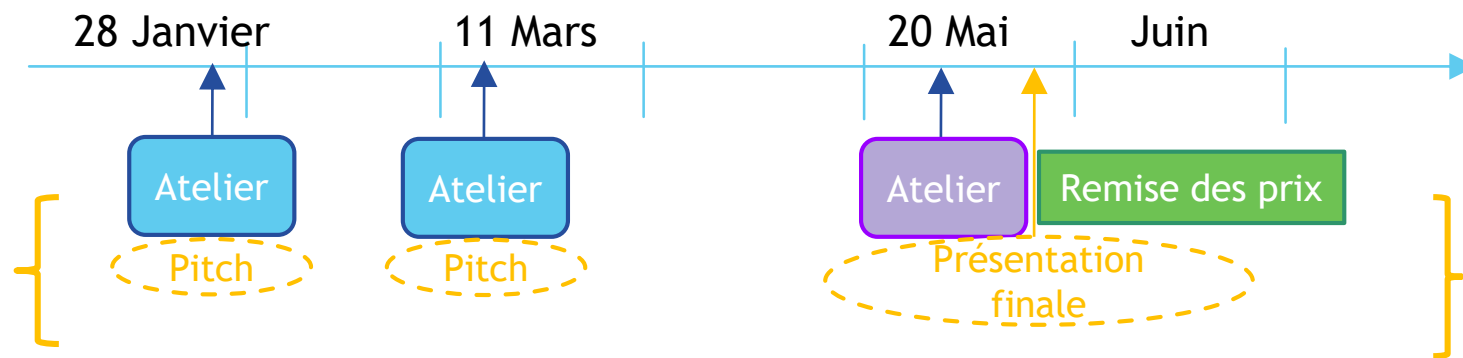 28 Janvier
11 Mars
20 Mai
Juin
Atelier
Atelier
Atelier
Remise des prix
Pitch
Pitch
Présentation
finale